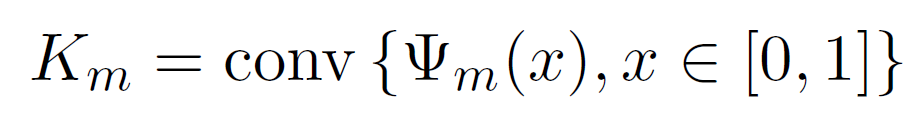 K_m = conv {Ψ_m(x), x ∈ [0, 1]}